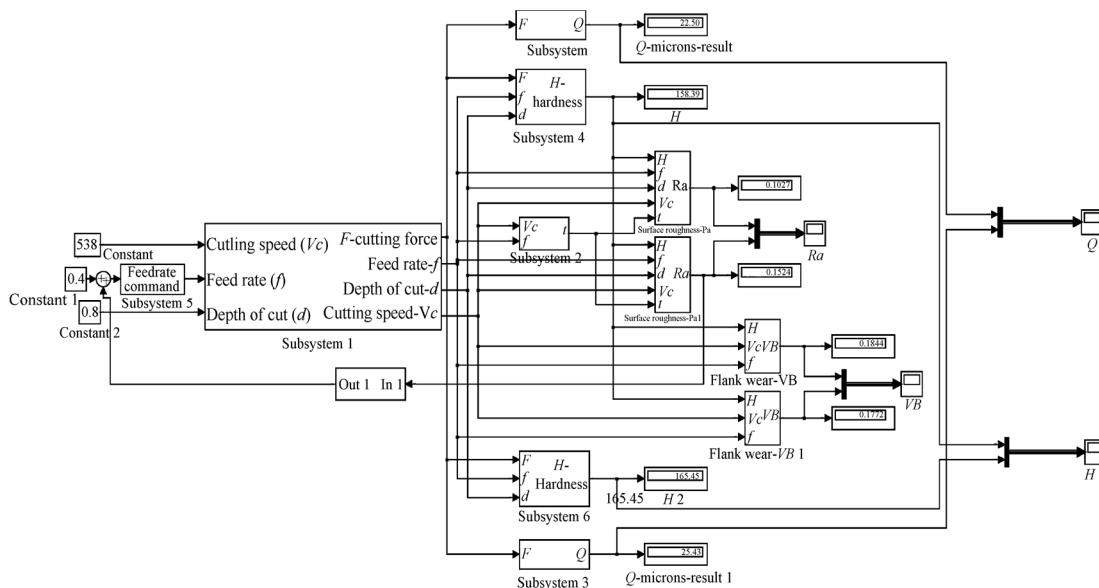 F Q
Subsystem
22.50
Q-microns-result
F
f
d
H-
hardness
Subsystem 4
158.39
H
H
f
d
Vc
t
Ra
Surface roughness-Pa
0.1027
Vc
f
t
Subsystem 2
H
f
d
Vc
t
Ra
Surface roughness-Pa1
0.1524
Ra
Q
538
Constant
0.4
Constant 1
Feedrate
command
Subsystem 5
0.8
Constant 2
Cutling speed (Vc)
Feed rate (f)
Depth of cut (d)
F-cutting force
Feed rate-f
Depth of cut-d
Cutting speed-Vc
Subsystem 1
Out 1 In 1
H
VcVB
f
Flank wear-VB
0.1844
H
VcVB
f
Flank wear-VB 1
0.1772
VB
F
f
d
H-
Hardness
Subsystem 6
165.45
165.45
H 2
H
F Q
Subsystem 3
25.43
Q-microns-result 1